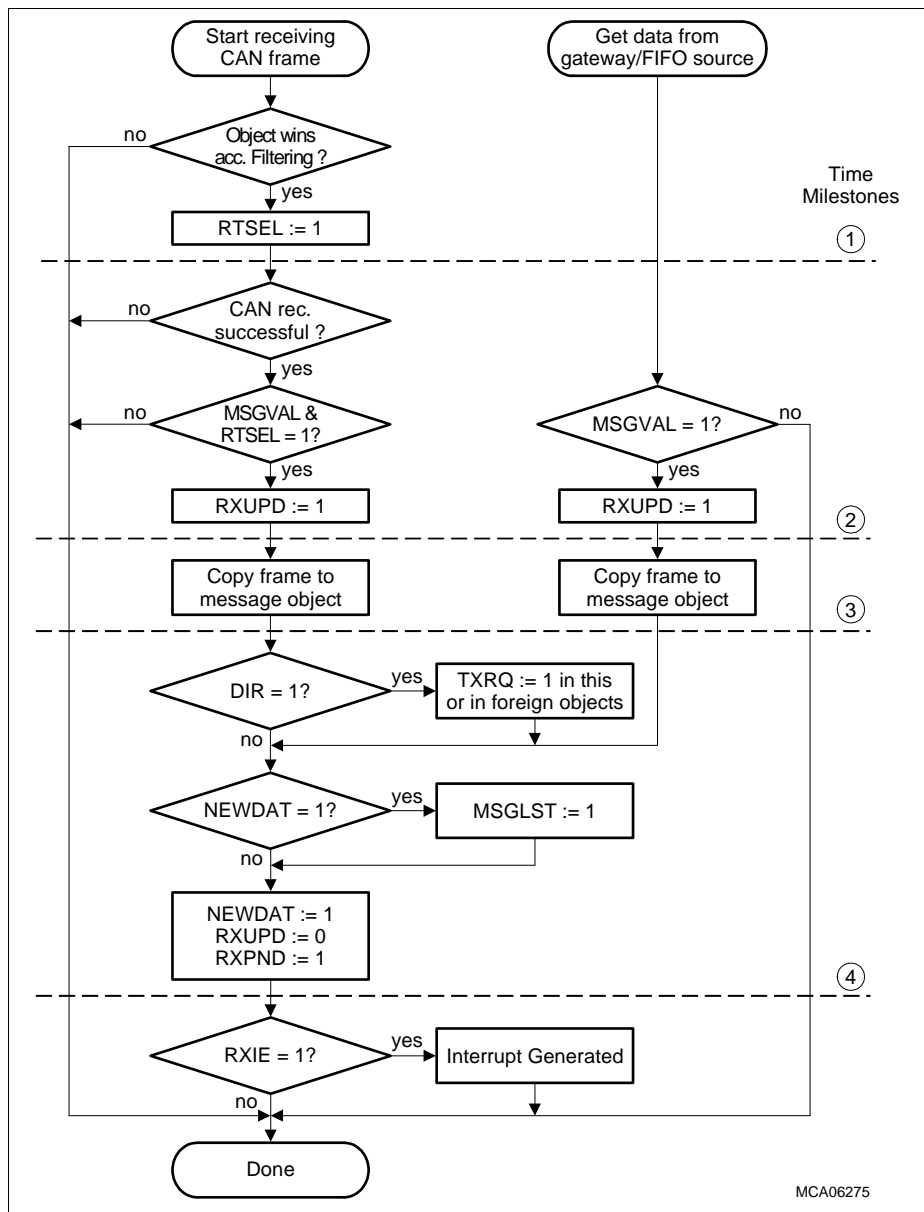 Start receiving
CAN frame
Get data from
gateway/FIFO source
no
Object wins
acc. Filtering ?
yes
Time
Milestones
RTSEL := 1
1
no
CAN rec.
successful ?
yes
no
MSGVAL &
RTSEL = 1?
MSGVAL = 1?
no
yes
yes
RXUPD := 1
RXUPD := 1
2
Copy frame to
message object
Copy frame to
message object
3
DIR = 1?
yes
TXRQ := 1 in this
or in foreign objects
no
NEWDAT = 1?
yes
MSGLST := 1
no
NEWDAT := 1
RXUPD := 0
RXPND := 1
4
RXIE = 1?
yes
Interrupt Generated
no
Done
MCA06275